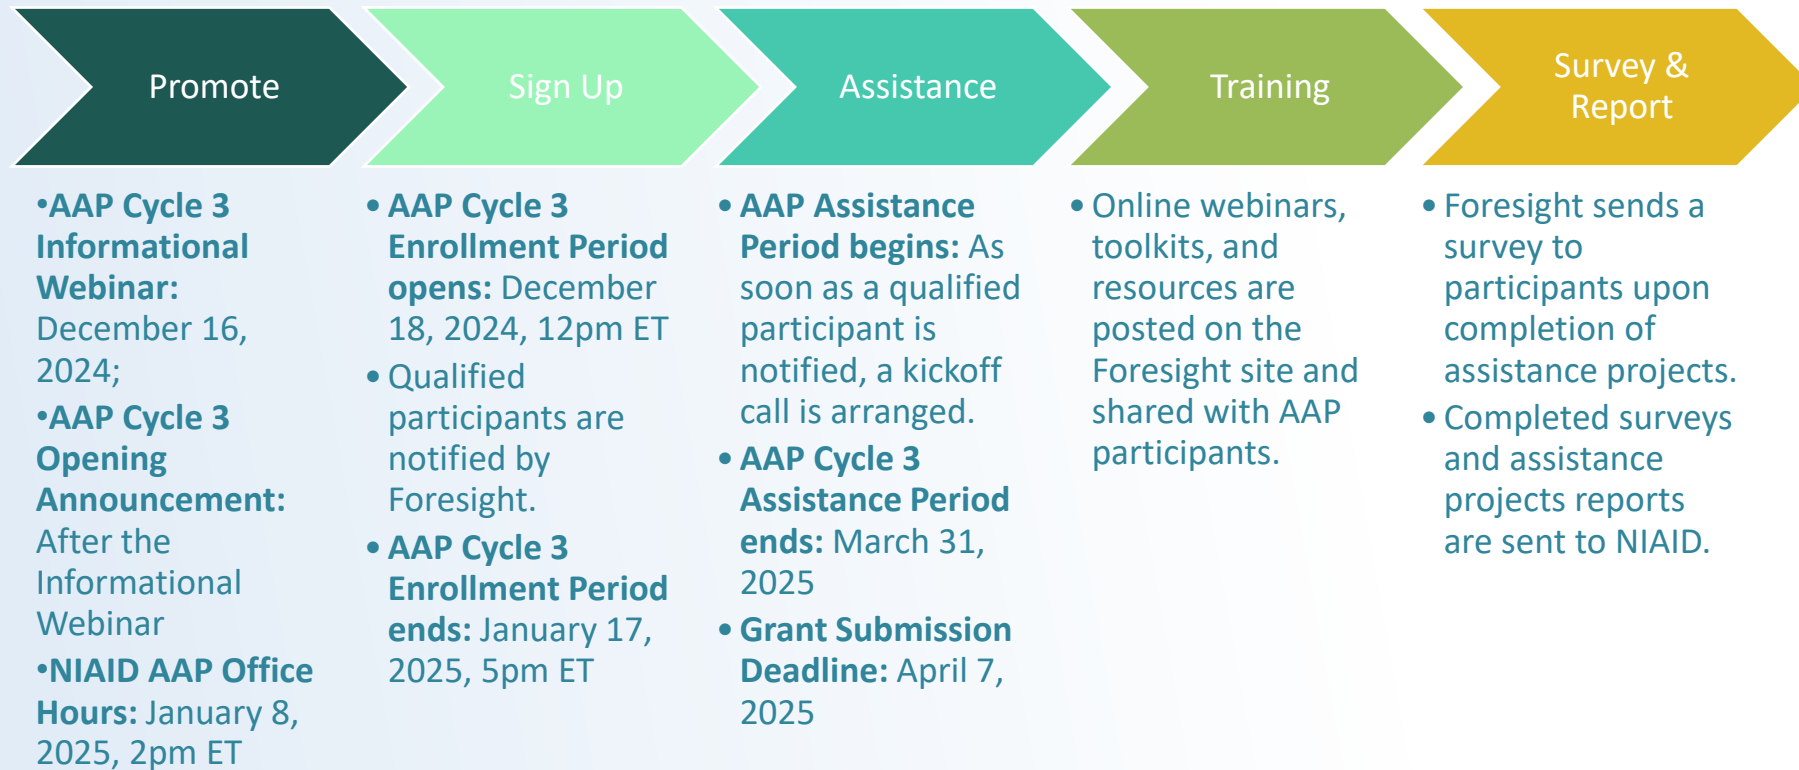 Promote
Sign Up
Assistance
Training
Survey &
Report
•AAP Cycle 3
Informational
Webinar:
December 16,
2024;
•AAP Cycle 3
Opening
Announcement:
After the
Informational
Webinar
•NIAID AAP Office
Hours: January 8,
2025, 2pm ET
• AAP Cycle 3
Enrollment Period
opens: December
18, 2024, 12pm ET
• Qualified
participants are
notified by
Foresight.
• AAP Cycle 3
Enrollment Period
ends: January 17,
2025, 5pm ET
• AAP Assistance
Period begins: As
soon as a qualified
participant is
notified, a kickoff
call is arranged.
• AAP Cycle 3
Assistance Period
ends: March 31,
2025
• Grant Submission
Deadline: April 7,
2025
• Online webinars,
toolkits, and
resources are
posted on the
Foresight site and
shared with AAP
participants.
• Foresight sends a
survey to
participants upon
completion of
assistance projects.
• Completed surveys
and assistance
projects reports
are sent to NIAID.